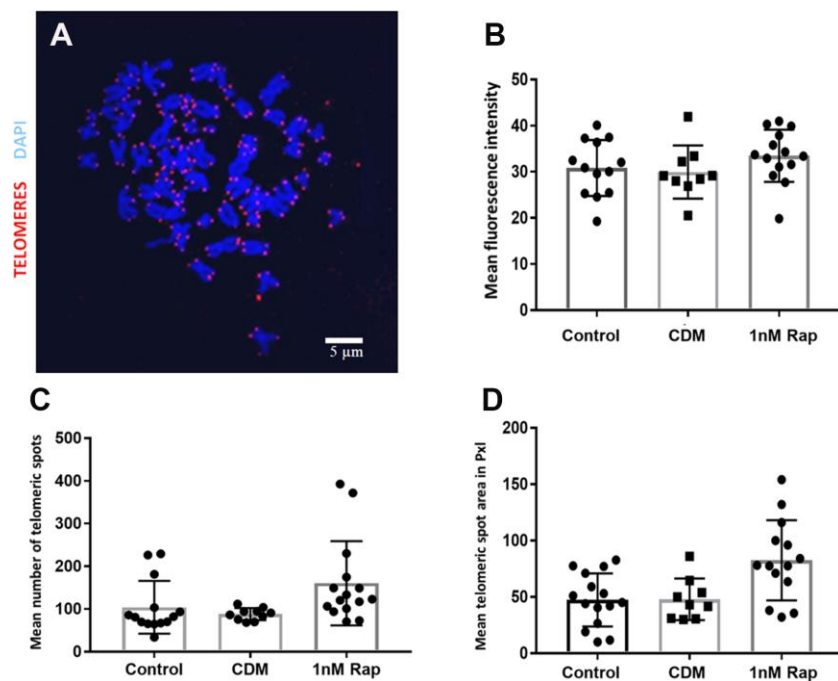 A
TELOMERES DAPI
5 µm
B
Mean fluorescence intensity
50
40
30
20
10
0
Control CDM 1nM Rap
C
Mean number of telomeric spots
500
400
300
200
100
0
Control CDM 1nM Rap
D
Mean telomeric spot area in Pxl
200
150
100
50
0
Control CDM 1nM Rap